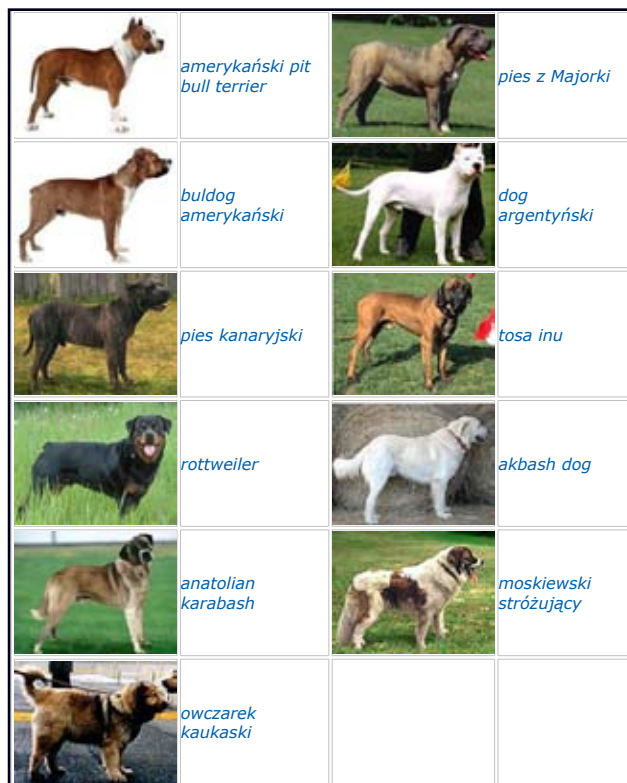 amerykański pit
bull terrier
pies z Majorki
buldog
amerykański
dog
argentyński
pies kanaryjski
tosa inu
rottweiler
akbash dog
anatolian
karabash
moskiewski
stróżujący
owczarek
kaukaski